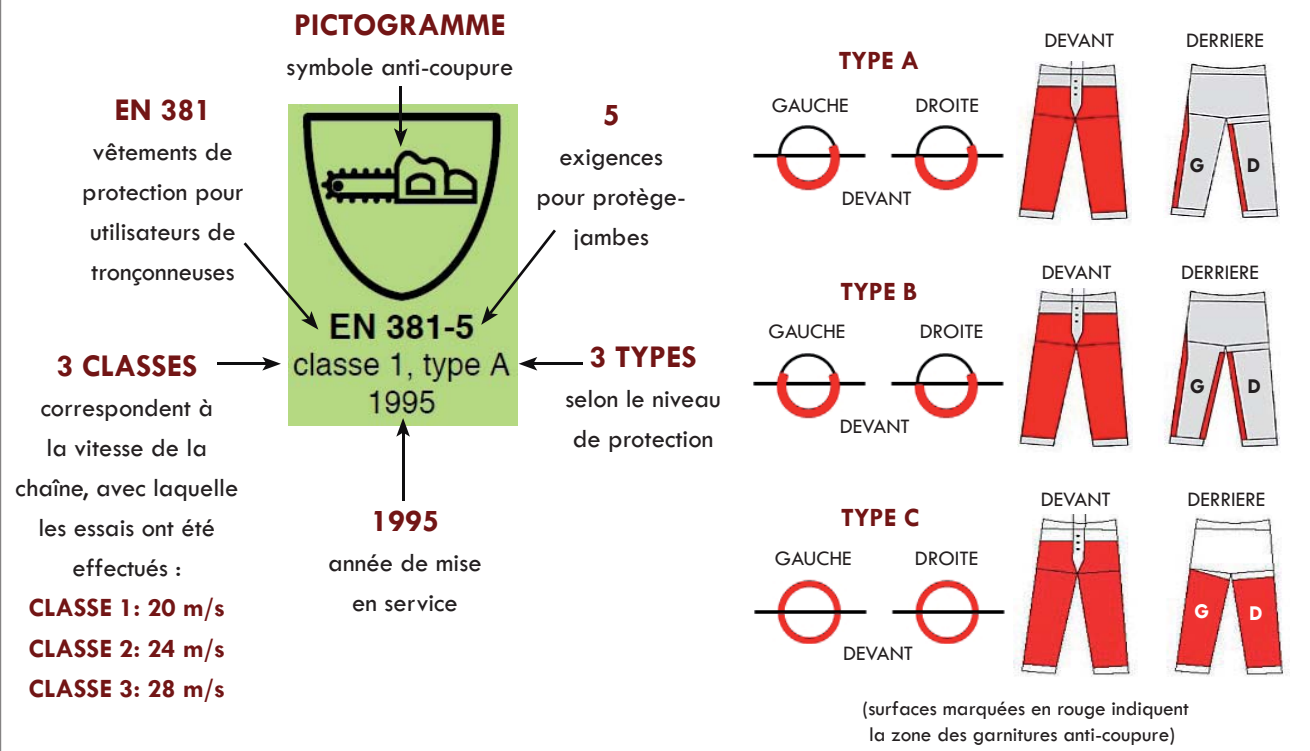 PICTOGRAMME
symbole anti-coupure
EN 381
vêtements de
protection pour
utilisateurs de
tronçonneuses
5
exigences
pour protège-
jambes
EN 381-5
classe 1, type A
1995
3 CLASSES
correspondent à
la vitesse de la
chaîne, avec laquelle
les essais ont été
effectués :
CLASSE 1: 20 m/s
CLASSE 2: 24 m/s
CLASSE 3: 28 m/s
3 TYPES
selon le niveau
de protection
1995
année de mise
en service
TYPE A
GAUCHE DROITE
DEVANT
DEVANT DERRIERE
G D
TYPE B
GAUCHE DROITE
DEVANT
DEVANT DERRIERE
G D
TYPE C
GAUCHE DROITE
DEVANT
DEVANT DERRIERE
G D
(surfaces marquées en rouge indiquent
la zone des garnitures anti-coupure)